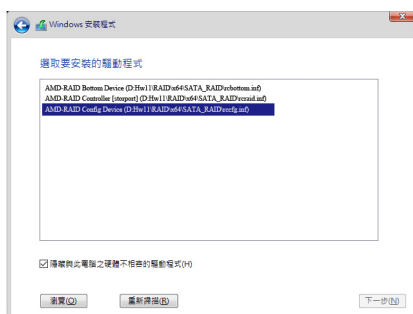 Windows 安裝程式
選取要安裝的驅動程式
AMD-RAID Bottom Device (D:\Hw11\RAID\x64\SATA_RAID\rcbottom.inf)
AMD-RAID Controller [storport] (D:\Hw11\RAID\x64\SATA_RAID\rcraid.inf)
AMD-RAID Config Device (D:\Hw11\RAID\x64\SATA_RAID\rccfg.inf)
隱藏與此電腦之硬體不相容的驅動程式(H)
瀏覽(O) 重新掃描(R) 下一步(N)